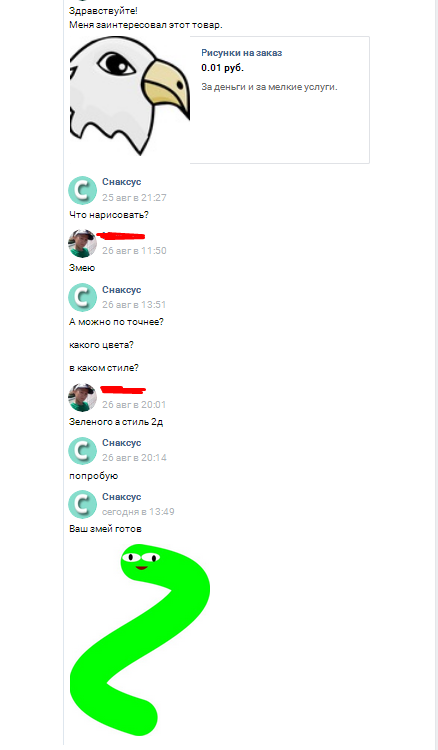 Здравствуйте!
Меня заинтересовал этот товар.
Рисунки на заказ
0.01 руб.
За деньги и за мелкие услуги.
С
Снаксус
25 авг в 21:27
Что нарисовать?
26 авг в 11:50
Змею
С
Снаксус
26 авг в 13:51
А можно по точнее?
какого цвета?
в каком стиле?
26 авг в 20:01
Зеленого а стиль 2д
С
Снаксус
26 авг в 20:14
попробую
С
Снаксус
сегодня в 13:49
Ваш змей готов